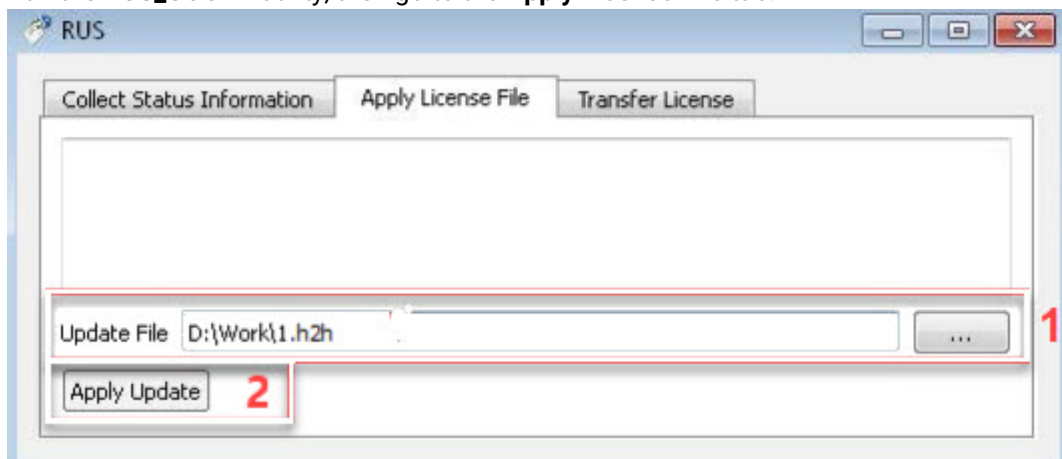 RUS
Collect Status Information Apply License File Transfer License
Update File D:\Work\1.h2h ... 1
Apply Update 2